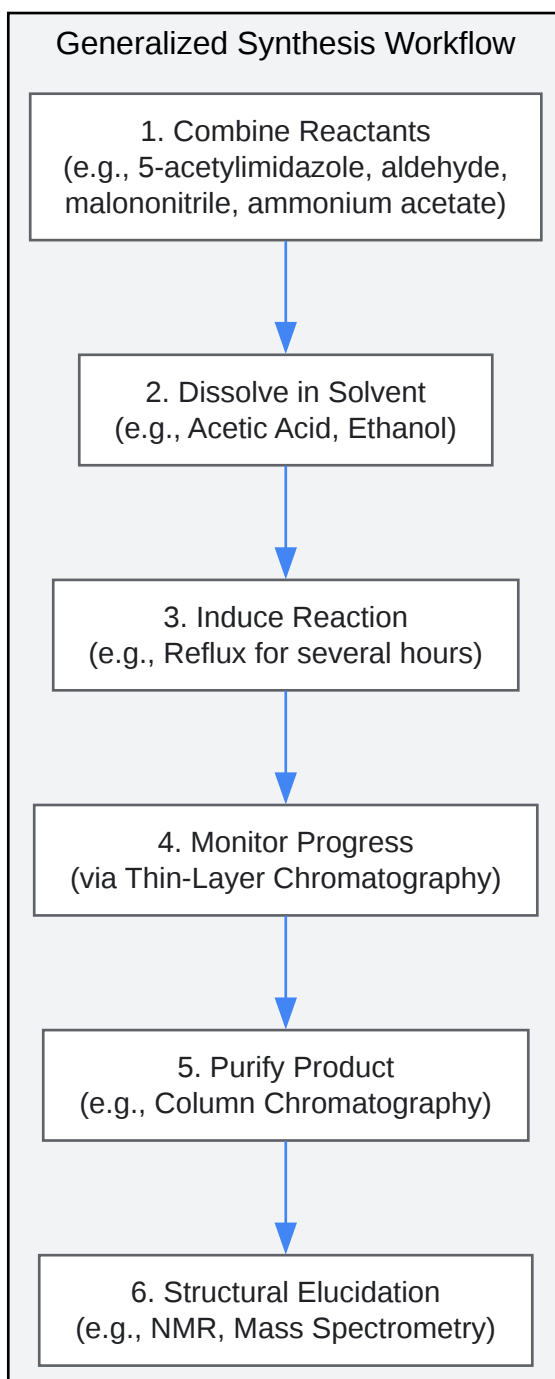 Generalized Synthesis Workflow
1. Combine Reactants
(e.g., 5-acetylimidazole, aldehyde,
malononitrile, ammonium acetate)
2. Dissolve in Solvent
(e.g., Acetic Acid, Ethanol)
3. Induce Reaction
(e.g., Reflux for several hours)
4. Monitor Progress
(via Thin-Layer Chromatography)
5. Purify Product
(e.g., Column Chromatography)
6. Structural Elucidation
(e.g., NMR, Mass Spectrometry)